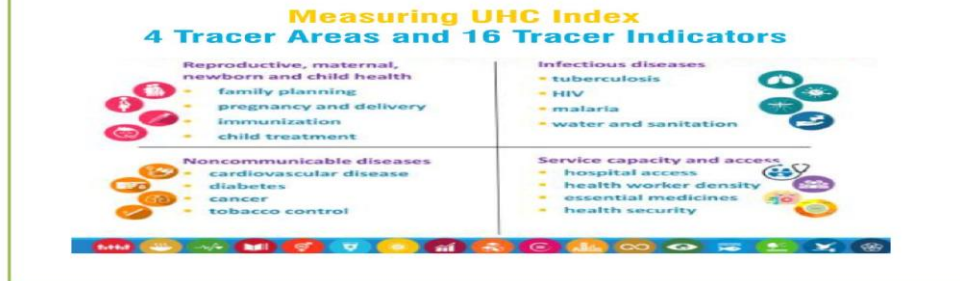 Measuring UHC Index
4 Tracer Areas and 16 Tracer Indicators
Reproductive, maternal,
newborn and child health
family planning
pregnancy and delivery
immunization
child treatment
Infectious diseases
tuberculosis
HIV
malaria
water and sanitation
Noncommunicable diseases
cardiovascular disease
diabetes
cancer
tobacco control
Service capacity and access
hospital access
health worker density
essential medicines
health security